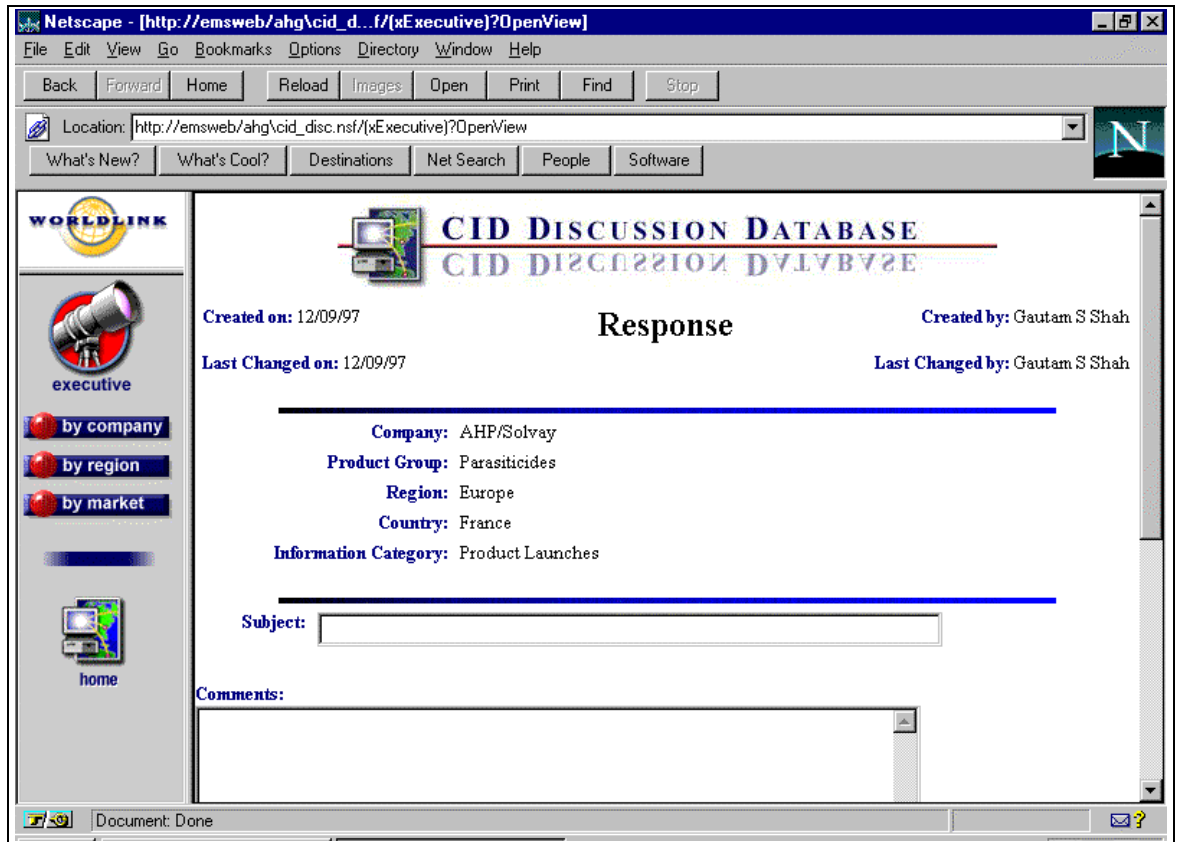 Netscape - [http://emsweb/ahg\cid_d...f/(xExecutive)?OpenView]
File Edit View Go Bookmarks Options Directory Window Help
Back Forward Home Reload Images Open Print Find Stop
Location: http://emsweb/ahg\cid_disc.nsf/(xExecutive)?OpenView
N
What's New? What's Cool? Destinations Net Search People Software
WORLDLINK
CID DISCUSSION DATABASE
CID DISCUSSION DATABASE
executive
by company
by region
by market
home
Created on: 12/09/97
Response
Created by: Gautam S Shah
Last Changed on: 12/09/97
Last Changed by: Gautam S Shah
Company: AHP/Solvay
Product Group: Parasiticides
Region: Europe
Country: France
Information Category: Product Launches
Subject:
Comments:
Document: Done
?